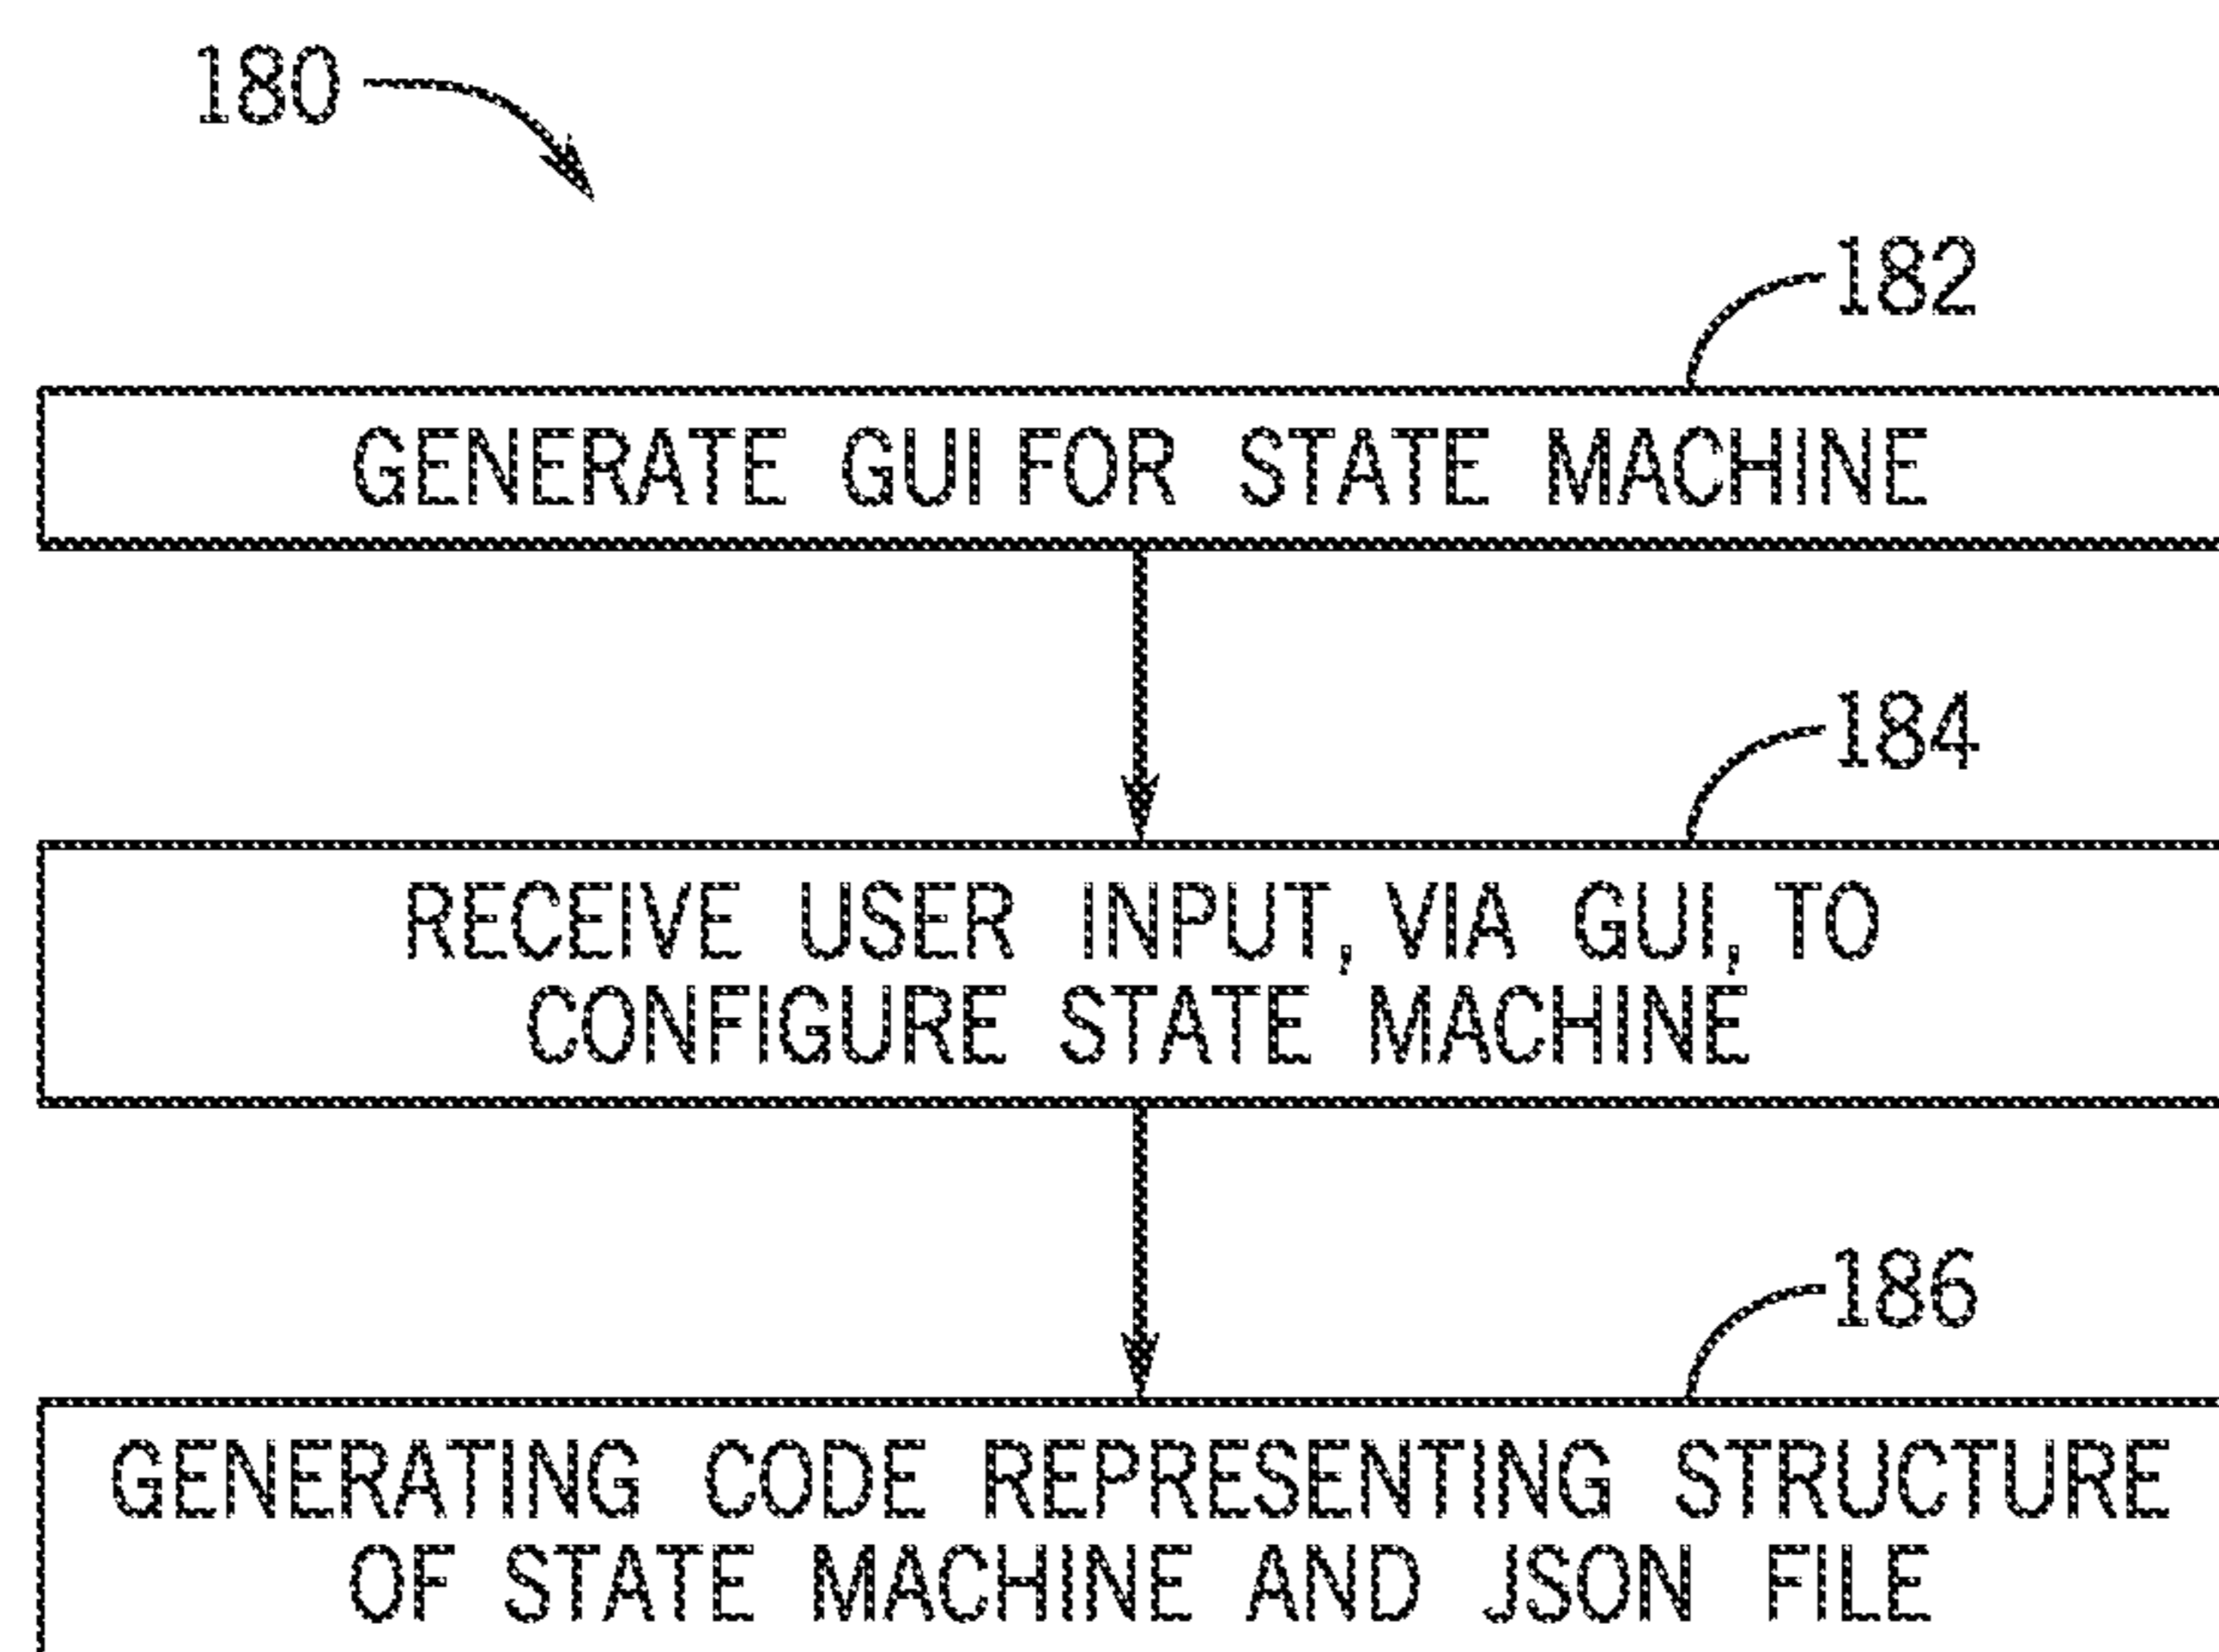 180
182
GENERATE GUI FOR STATE MACHINE
184
RECEIVE USER INPUT, VIA GUI, TO
CONFIGURE STATE MACHINE
186
GENERATING CODE REPRESENTING STRUCTURE
OF STATE MACHINE AND JSON FILE